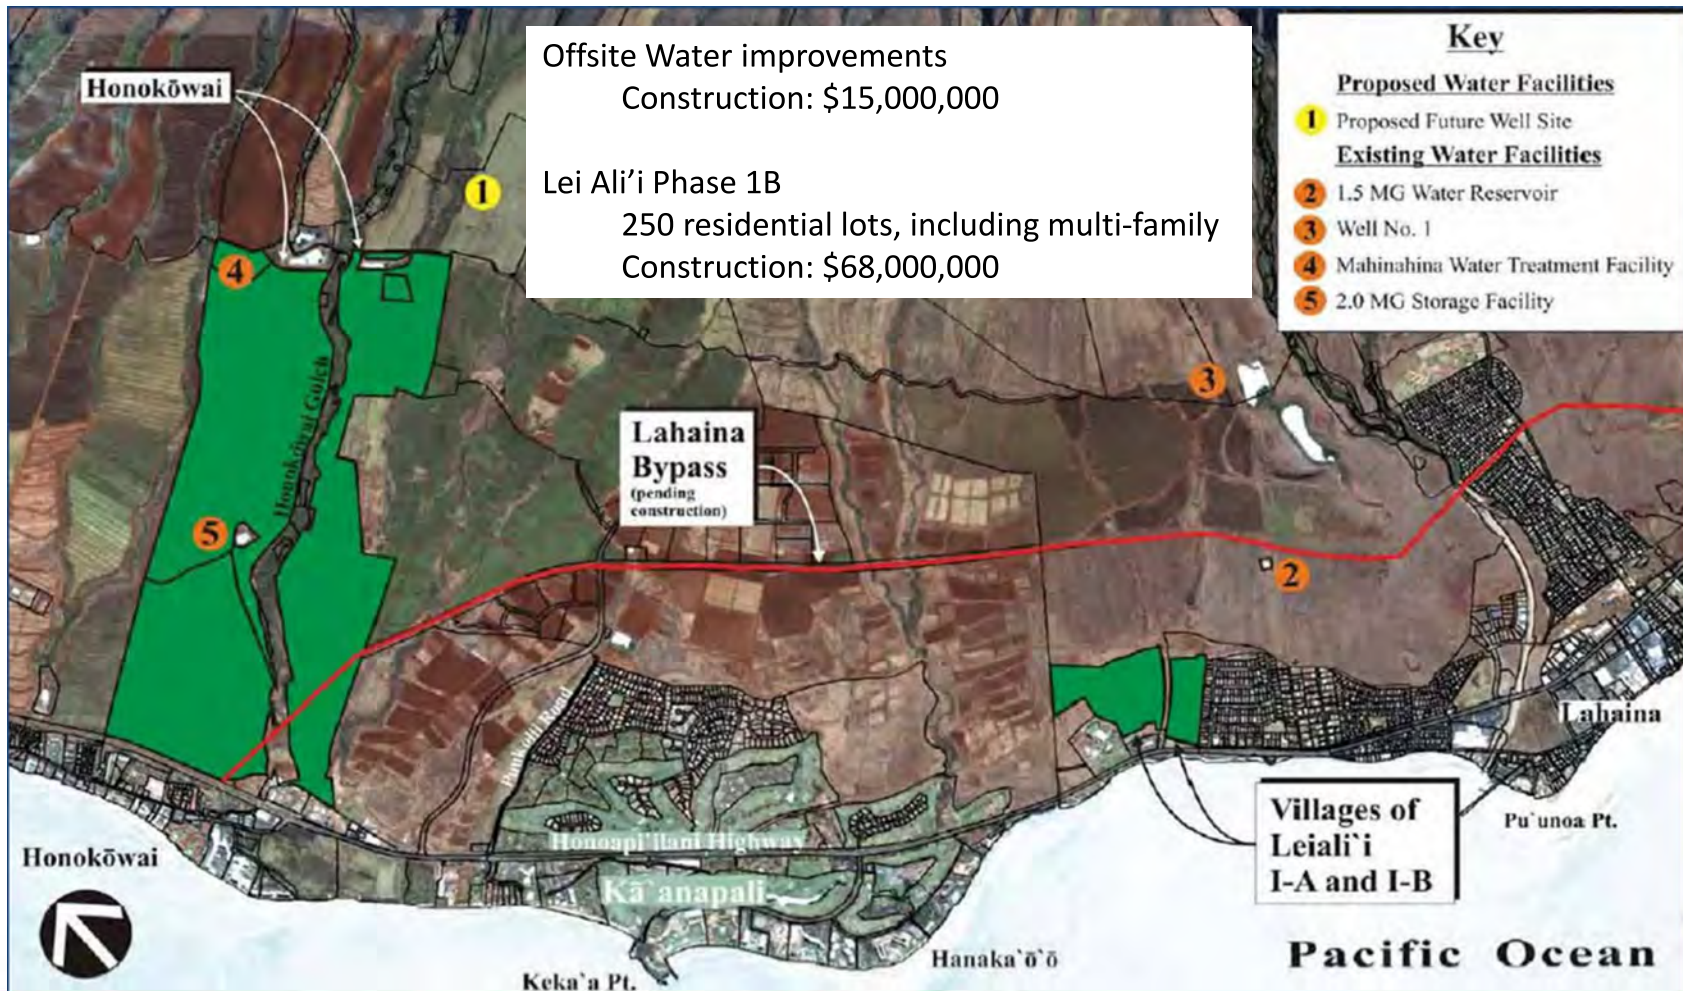 Offsite Water improvements
Construction: $15,000,000
Lei Ali’i Phase 1B
250 residential lots, including multi-family
Construction: $68,000,000
Key
Proposed Water Facilities
1 Proposed Future Well Site
Existing Water Facilities
2 1.5 MG Water Reservoir
3 Well No. 1
4 Mahinahina Water Treatment Facility
5 2.0 MG Storage Facility
Honokōwai
1
4
Honokōwai Gulch
3
Lahaina
Bypass
(pending
construction)
5
2
Puukolii Road
Lahaina
Villages of
Leiali`i
I-A and I-B
Pu`unoa Pt.
Honoapi`ilani Highway
Honokōwai
Kā`anapali
Hanaka`ō`ō
Keka`a Pt.
Pacific Ocean